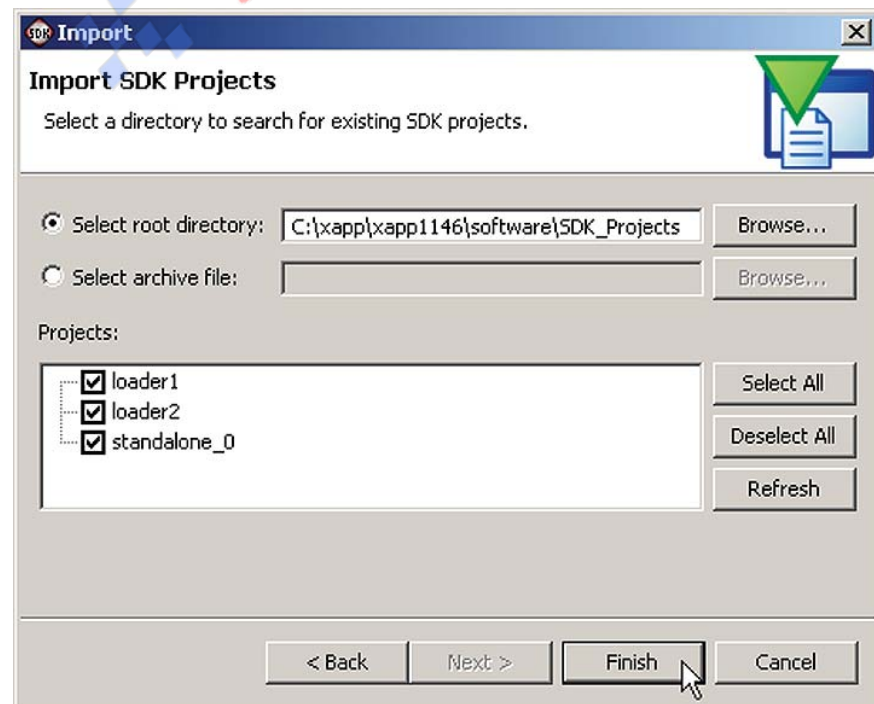 SDK Import
Import SDK Projects
Select a directory to search for existing SDK projects.
Select root directory: C:\xapp\xapp1146\software\SDK_Projects Browse...
Select archive file: Browse...
Projects:
loader1
loader2
standalone_0
Select All
Deselect All
Refresh
< Back Next > Finish Cancel